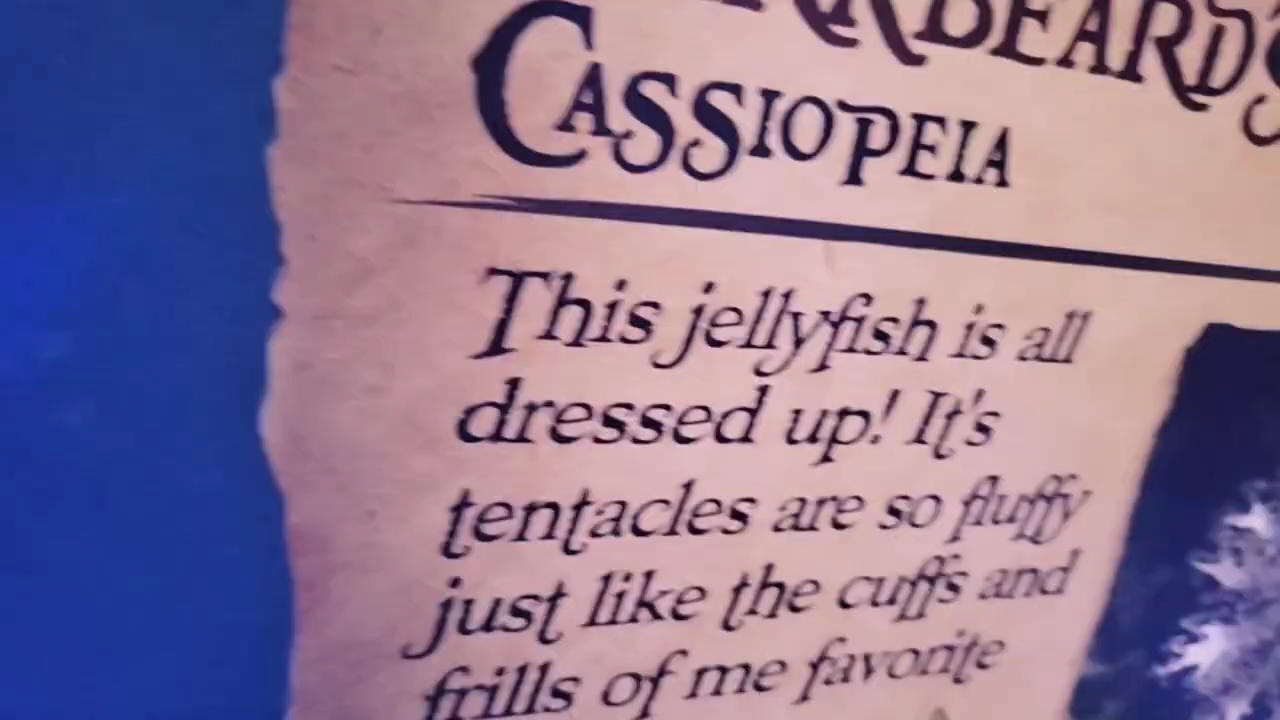 CASSIOPEIA
This jellyfish is all
dressed up! It's
tentacles are so fluffy
just like the cuffs and
frills of me favorite